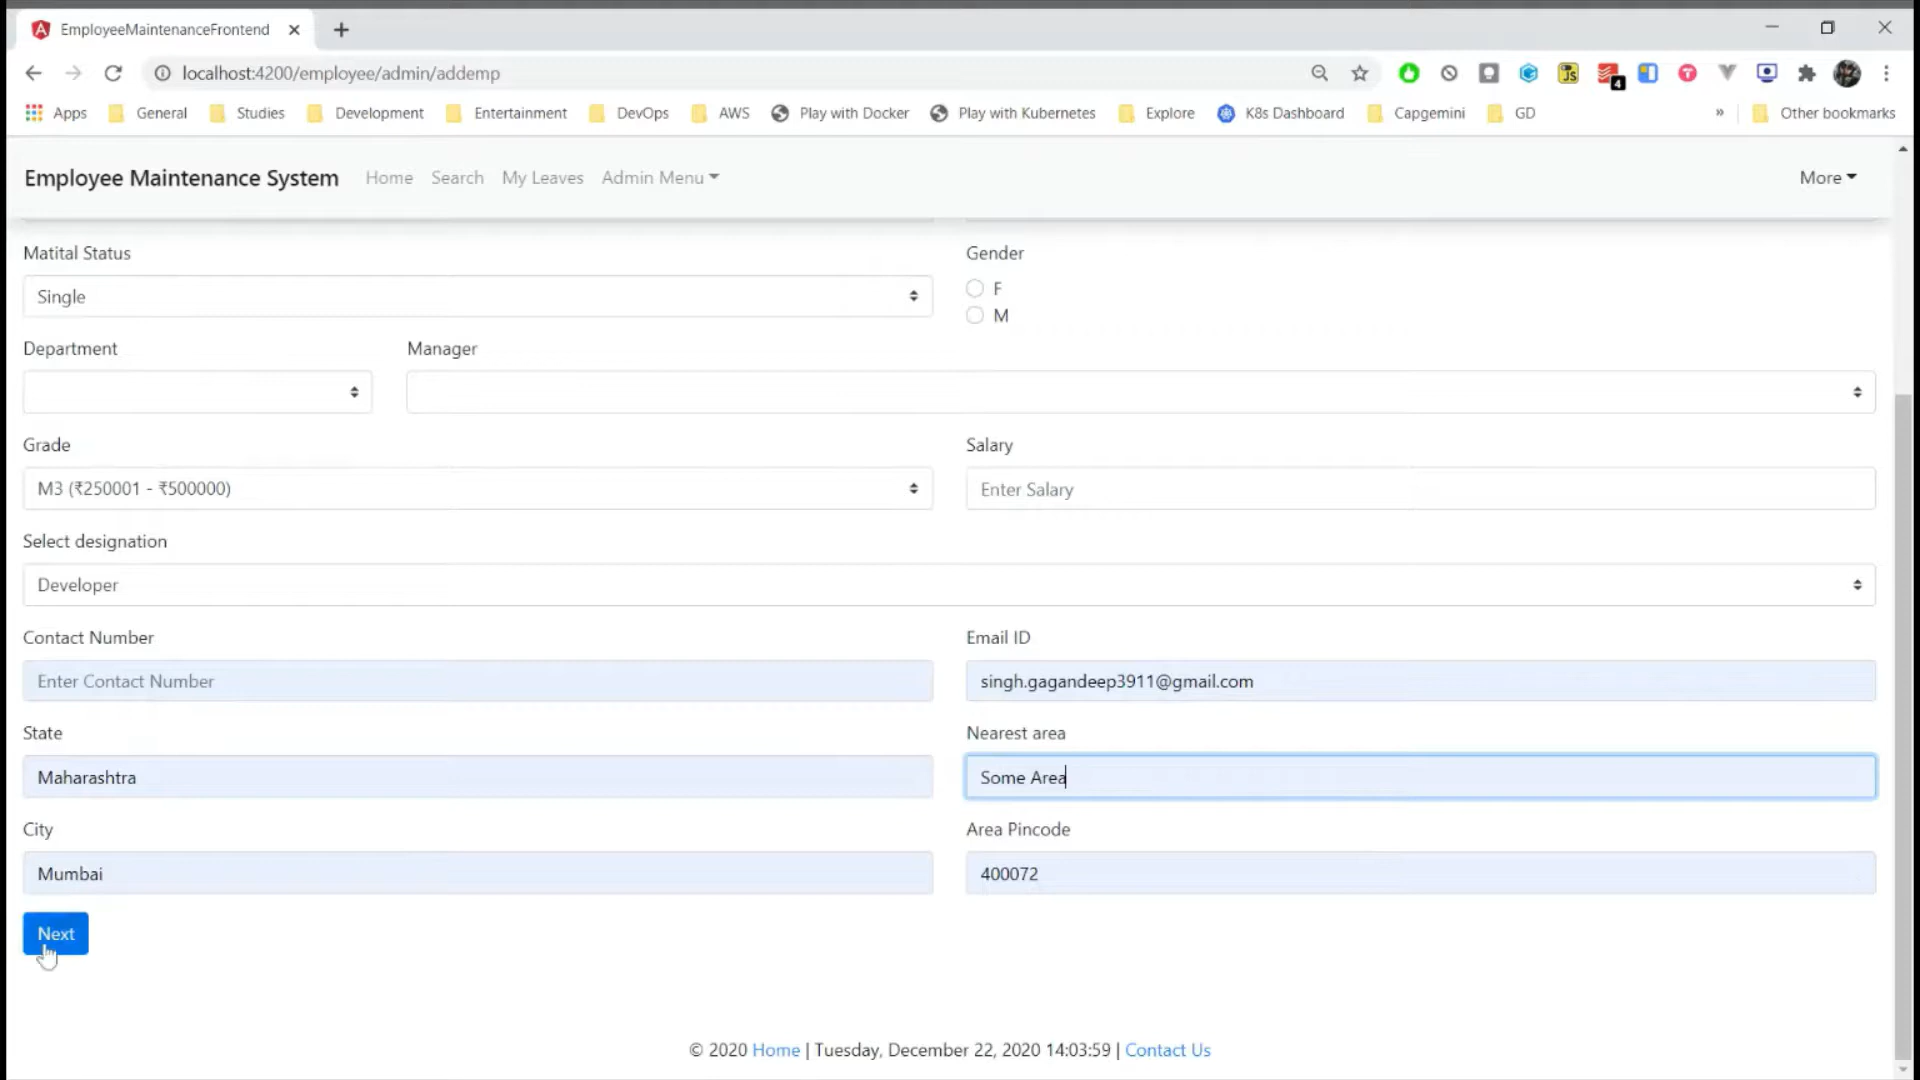 EmployeeMaintenanceFrontend
localhost:4200/employee/admin/addemp
4
JS
Apps General Studies Development Entertainment DevOps AWS Play with Docker Play with Kubernetes Explore K8s Dashboard Capgemini GD » Other bookmarks
Employee Maintenance System Home Search My Leaves Admin Menu More
Matital Status Gender
Single F
M
Department Manager
Grade Salary
M3 (₹250001 - ₹500000) Enter Salary
Select designation
Developer
Contact Number Email ID
Enter Contact Number singh.gagandeep3911@gmail.com
State Nearest area
Maharashtra Some Area
City Area Pincode
Mumbai 400072
Next
© 2020 Home | Tuesday, December 22, 2020 14:03:59 | Contact Us